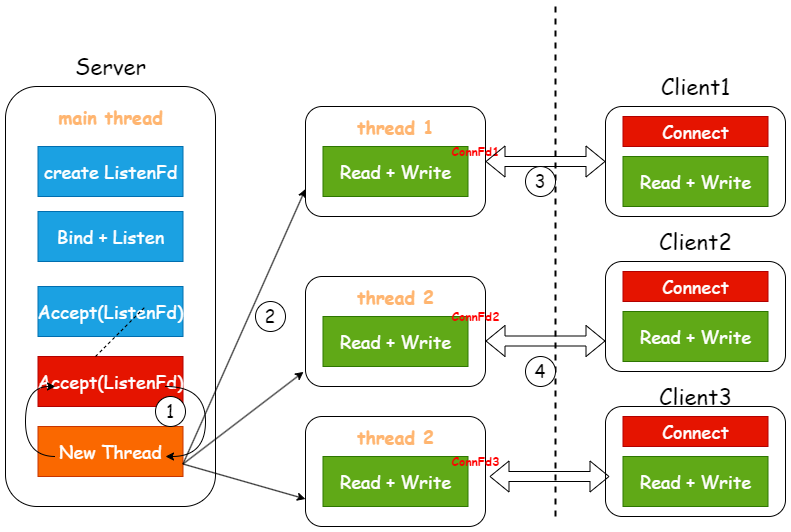 Server
main thread
create ListenFd
Bind + Listen
Accept(ListenFd)
Accept(ListenFd)
1
New Thread
2
thread 1
ConnFd1
Read + Write
thread 2
ConnFd2
Read + Write
thread 2
ConnFd3
Read + Write
3
4
Client1
Connect
Read + Write
Client2
Connect
Read + Write
Client3
Connect
Read + Write